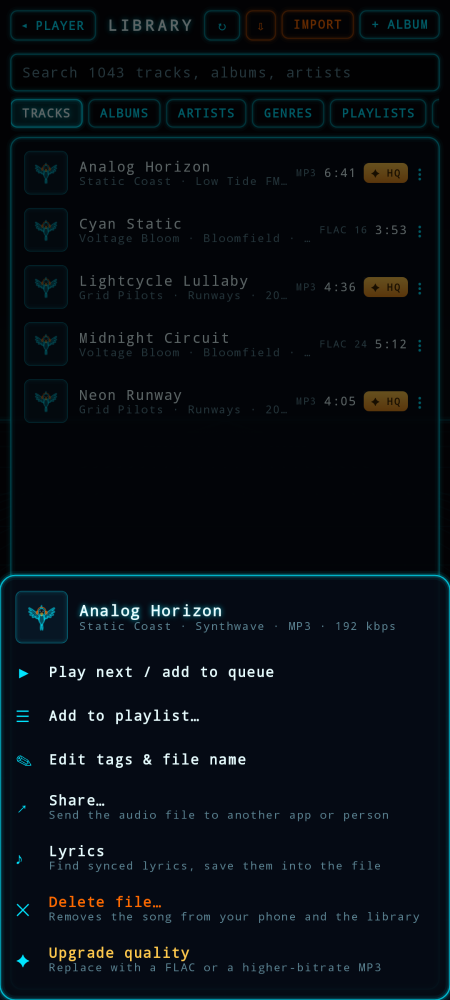 ◂ PLAYER LIBRARY ↻ ⇩ IMPORT + ALBUM
Search 1043 tracks, albums, artists
TRACKS ALBUMS ARTISTS GENRES PLAYLISTS
Analog Horizon MP3 6:41 ✦ HQ
Static Coast · Low Tide FM…
Cyan Static FLAC 16 3:53
Voltage Bloom · Bloomfield · …
Lightcycle Lullaby MP3 4:36 ✦ HQ
Grid Pilots · Runways · 20…
Midnight Circuit FLAC 24 5:12
Voltage Bloom · Bloomfield · …
Neon Runway MP3 4:05 ✦ HQ
Grid Pilots · Runways · 20…
Analog Horizon
Static Coast · Synthwave · MP3 · 192 kbps
Play next / add to queue
Add to playlist…
Edit tags & file name
Share…
Send the audio file to another app or person
Lyrics
Find synced lyrics, save them into the file
Delete file…
Removes the song from your phone and the library
Upgrade quality
Replace with a FLAC or a higher-bitrate MP3